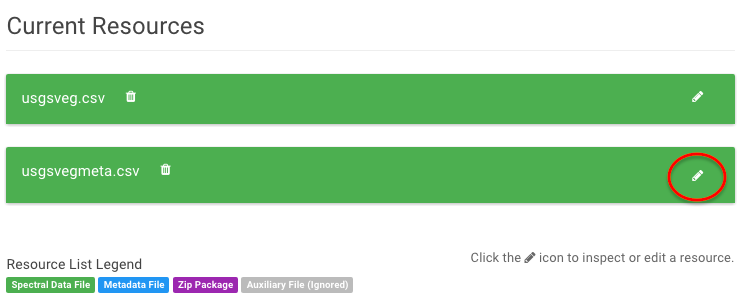 Current Resources
usgsveg.csv
usgsvegmeta.csv
Click the icon to inspect or edit a resource.
Resource List Legend
Spectral Data File Metadata File Zip Package Auxiliary File (Ignored)